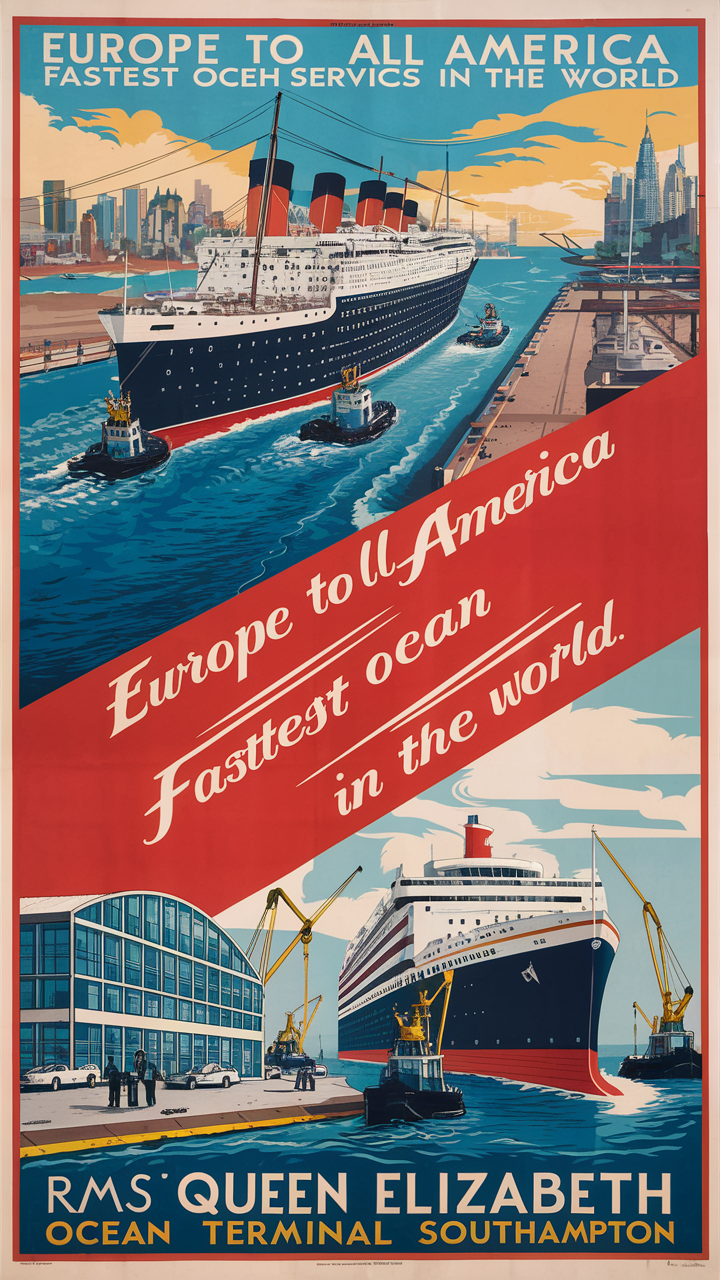 EUROPE TO ALL AMERICA
FASTEST OCEH SERVICS IN THE WORLD
Europe to ll America
Fasttest oean
in the world.
RMS· QUEEN ELIZABETH
OCEAN TERMINAL SOUTHAMPTON